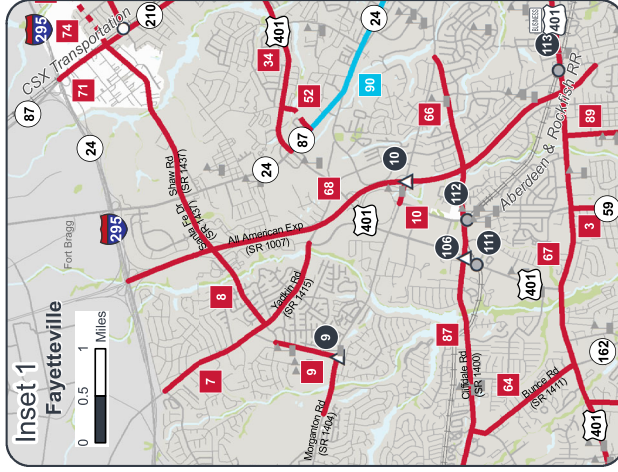 Inset 1
Fayetteville
0 0.5 1
Miles
295
74
210
CSX Transportation
71
87
24
295
Fort Bragg
24
401
34
52
87
90
24
BUSINESS
401
113
Shaw Rd
(SR 1437)
Santa Fe Dr
(SR 1437)
All American Exp
(SR 1007)
68
66
10
10
112
401
106
111
Aberdeen & Rockfish RR
89
59
3
67
401
8
Yadkin Rd
(SR 1415)
7
9
9
Morganton Rd
(SR 1404)
87
Cliffdale Rd
(SR 1400)
64
Bunce Rd
(SR 1411)
162
401